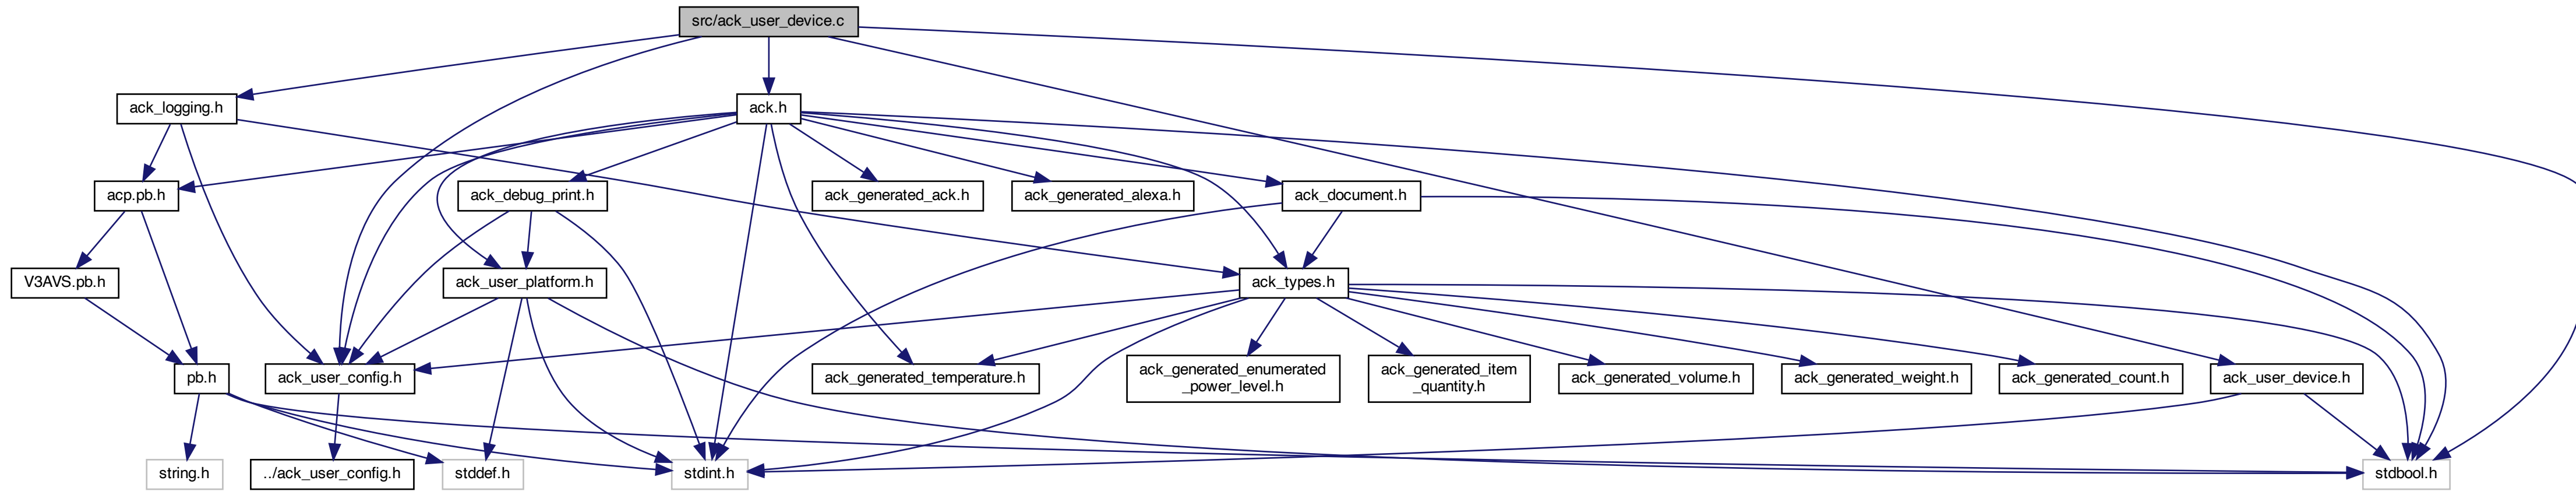 src/ack_user_device.c
ack_logging.h
ack.h
acp.pb.h
ack_debug_print.h
ack_generated_ack.h
ack_generated_alexa.h
ack_document.h
V3AVS.pb.h
ack_user_platform.h
ack_types.h
pb.h
ack_user_config.h
ack_generated_temperature.h
ack_generated_enumerated
_power_level.h
ack_generated_item
_quantity.h
ack_generated_volume.h
ack_generated_weight.h
ack_generated_count.h
ack_user_device.h
string.h
../ack_user_config.h
stddef.h
stdint.h
stdbool.h